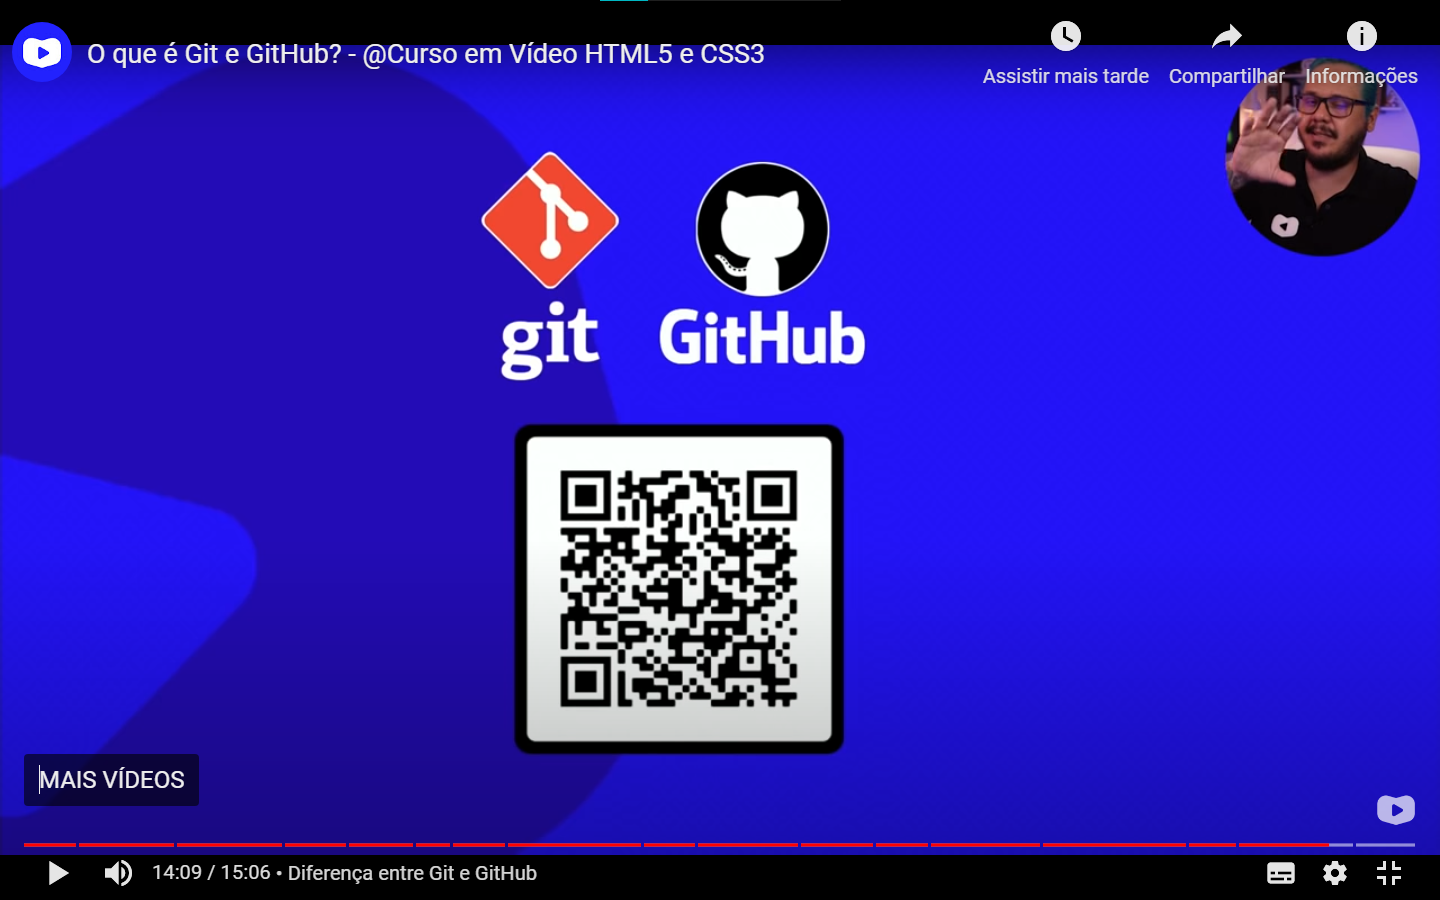 O que é Git e GitHub? - @Curso em Vídeo HTML5 e CSS3
Assistir mais tarde
Compartilhar
Informações
git
GitHub
MAIS VÍDEOS
14:09 / 15:06 • Diferença entre Git e GitHub